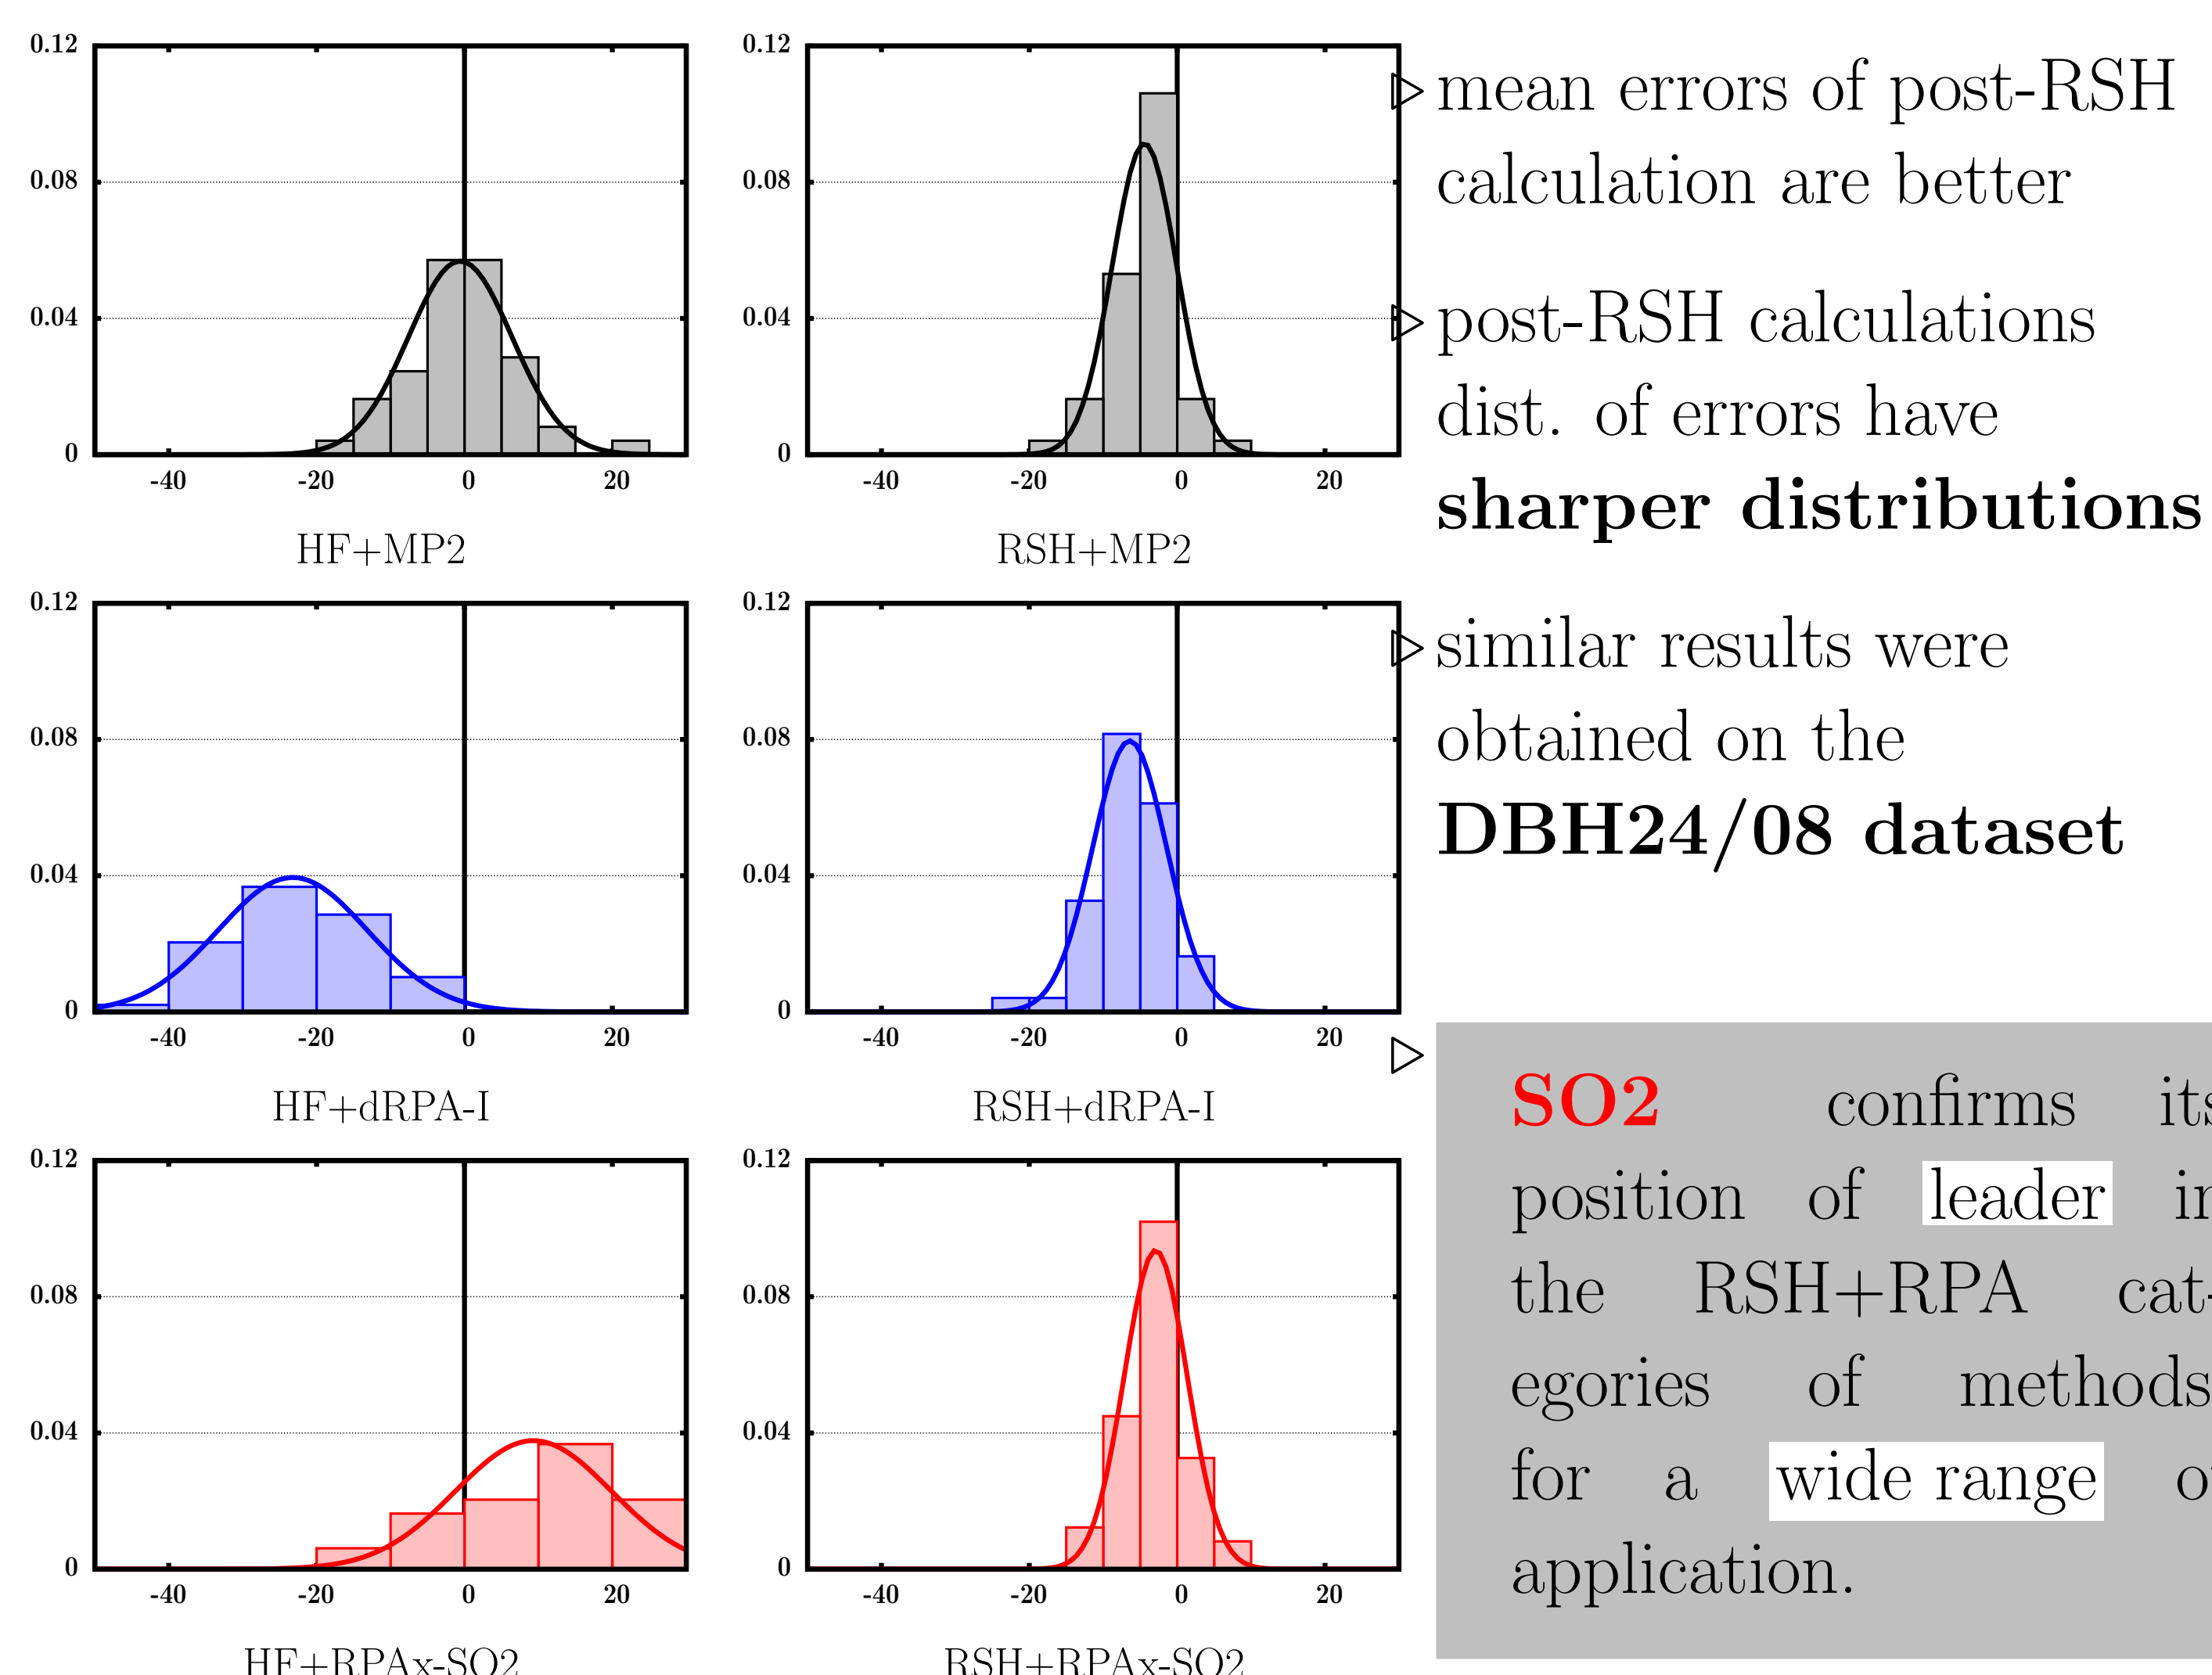 0.12
0.08
0.04
0
-40 -20 0 20
HF+MP2
0.12
0.08
0.04
0
-40 -20 0 20
RSH+MP2
0.12
0.08
0.04
0
-40 -20 0 20
HF+dRPA-I
0.12
0.08
0.04
0
-40 -20 0 20
RSH+dRPA-I
0.12
0.08
0.04
0
-40 -20 0 20
HF+RPAx-SO2
0.12
0.08
0.04
0
-40 -20 0 20
RSH+RPAx-SO2
mean errors of post-RSH
calculation are better
post-RSH calculations
dist. of errors have
sharper distributions
similar results were
obtained on the
DBH24/08 dataset
SO2 confirms its
position of leader in
the RSH+RPA cat-
egories of methods
for a wide range of
application.